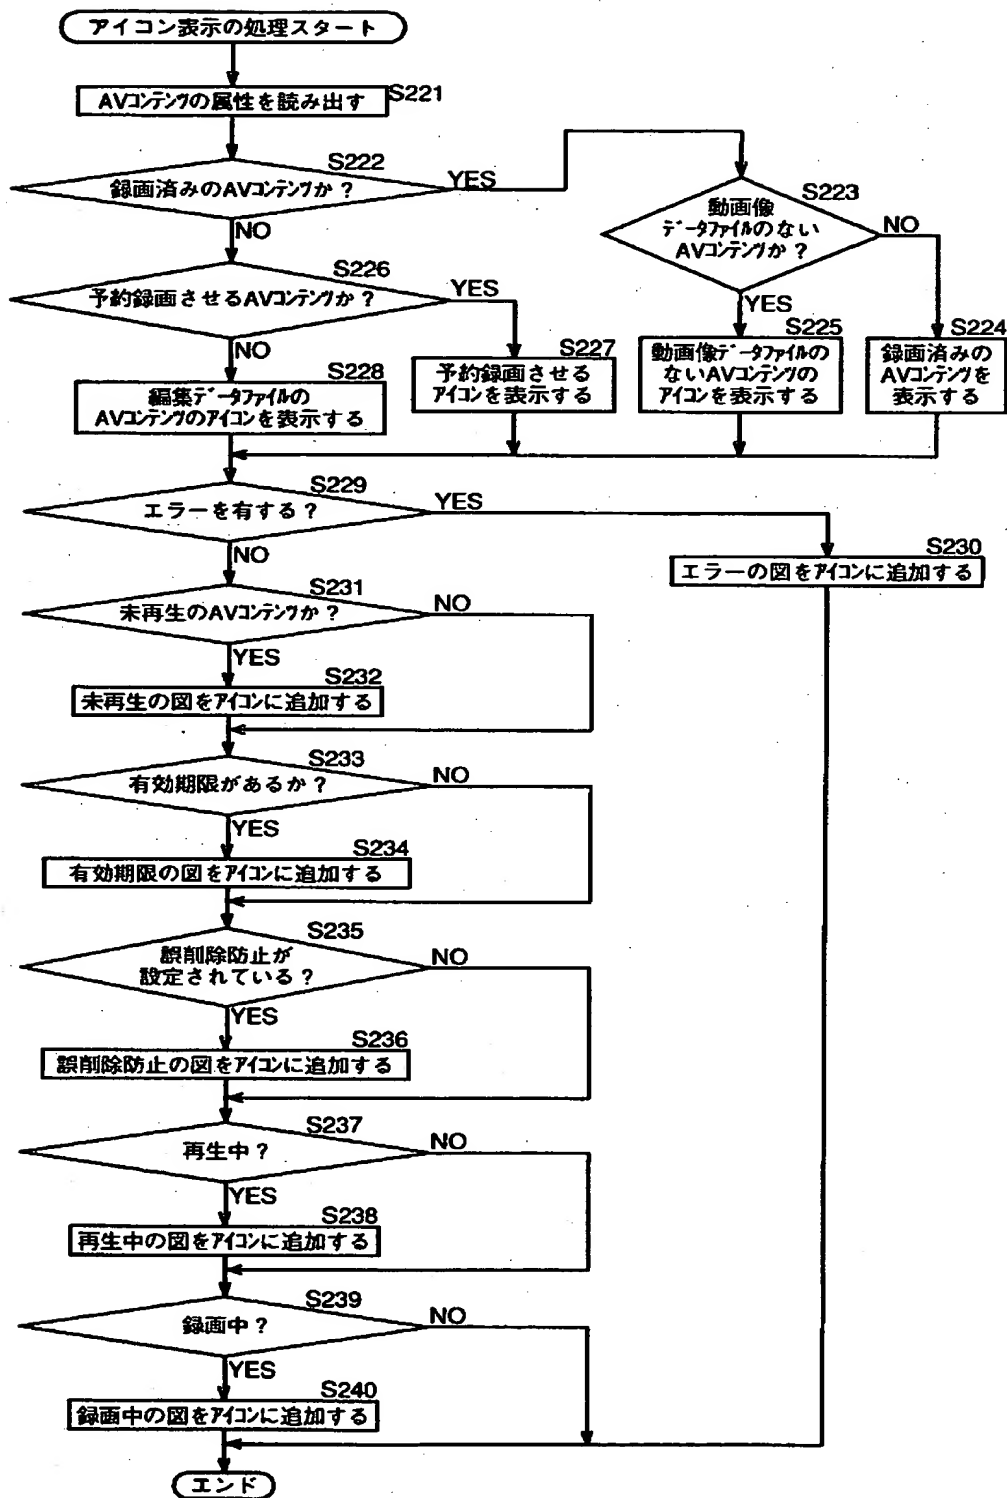 アイコン表示の処理スタート
AVコンテンツの属性を読み出す
S221
S222
録画済みのAVコンテンツか？
YES
NO
S223
動画像
データファイルのない
AVコンテンツか？
NO
YES
S226
予約録画させるAVコンテンツか？
YES
NO
S227
予約録画させる
アイコンを表示する
S225
動画像データファイルの
ないAVコンテンツの
アイコンを表示する
S224
録画済みの
AVコンテンツを
表示する
S228
編集データファイルの
AVコンテンツのアイコンを表示する
S229
エラーを有する？
YES
NO
S230
エラーの図をアイコンに追加する
S231
未再生のAVコンテンツか？
NO
YES
S232
未再生の図をアイコンに追加する
S233
有効期限があるか？
NO
YES
S234
有効期限の図をアイコンに追加する
S235
誤削除防止が
設定されている？
NO
YES
S236
誤削除防止の図をアイコンに追加する
S237
再生中？
NO
YES
S238
再生中の図をアイコンに追加する
S239
録画中？
NO
YES
S240
録画中の図をアイコンに追加する
エンド